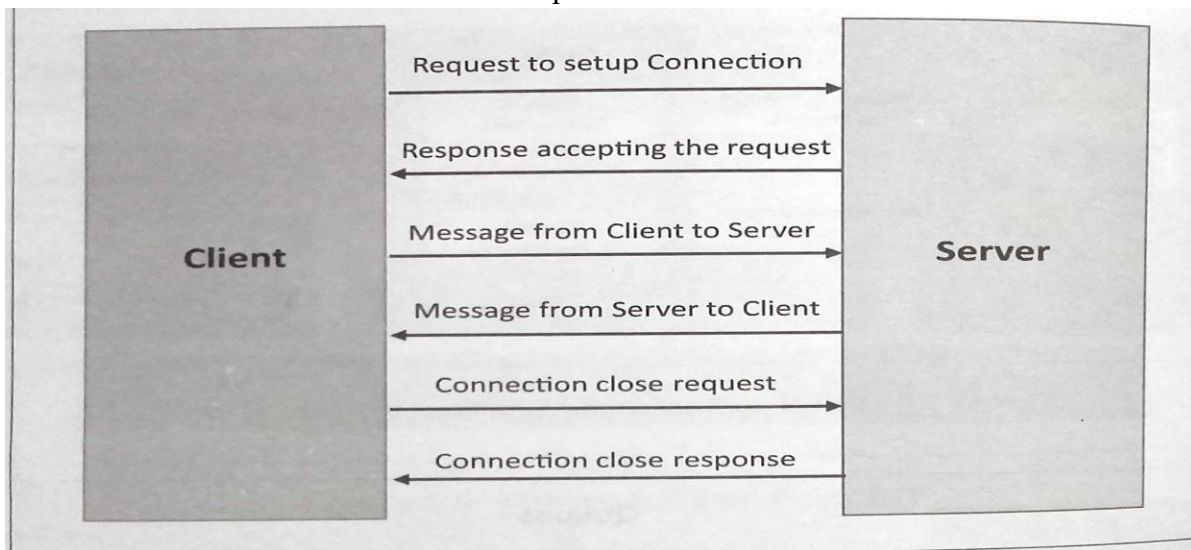 Request to setup Connection
Response accepting the request
Message from Client to Server
Client
Server
Message from Server to Client
Connection close request
Connection close response